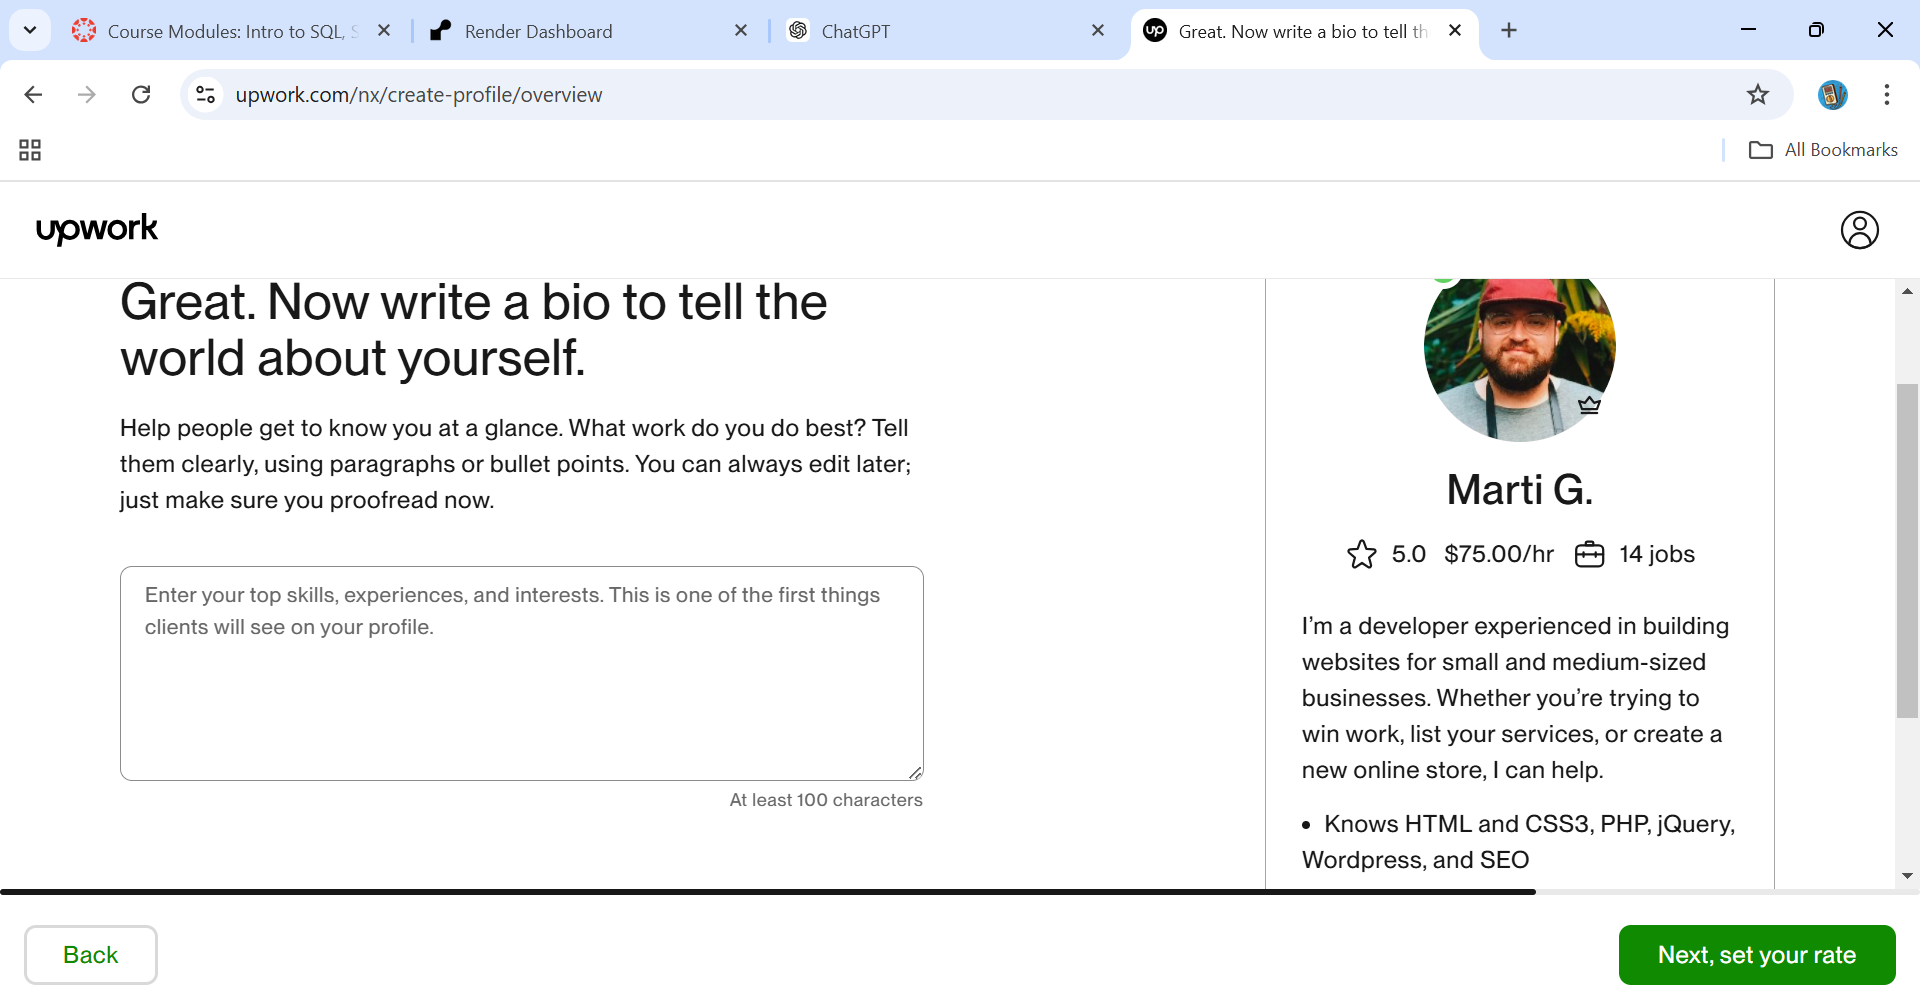 Course Modules: Intro to SQL, S
Render Dashboard
ChatGPT
up
Great. Now write a bio to tell th
upwork.com/nx/create-profile/overview
All Bookmarks
upwork
Great. Now write a bio to tell the
world about yourself.
Help people get to know you at a glance. What work do you do best? Tell
them clearly, using paragraphs or bullet points. You can always edit later;
just make sure you proofread now.
Enter your top skills, experiences, and interests. This is one of the first things
clients will see on your profile.
At least 100 characters
Marti G.
5.0 $75.00/hr 14 jobs
I’m a developer experienced in building
websites for small and medium-sized
businesses. Whether you’re trying to
win work, list your services, or create a
new online store, I can help.
• Knows HTML and CSS3, PHP, jQuery,
Wordpress, and SEO
Back
Next, set your rate